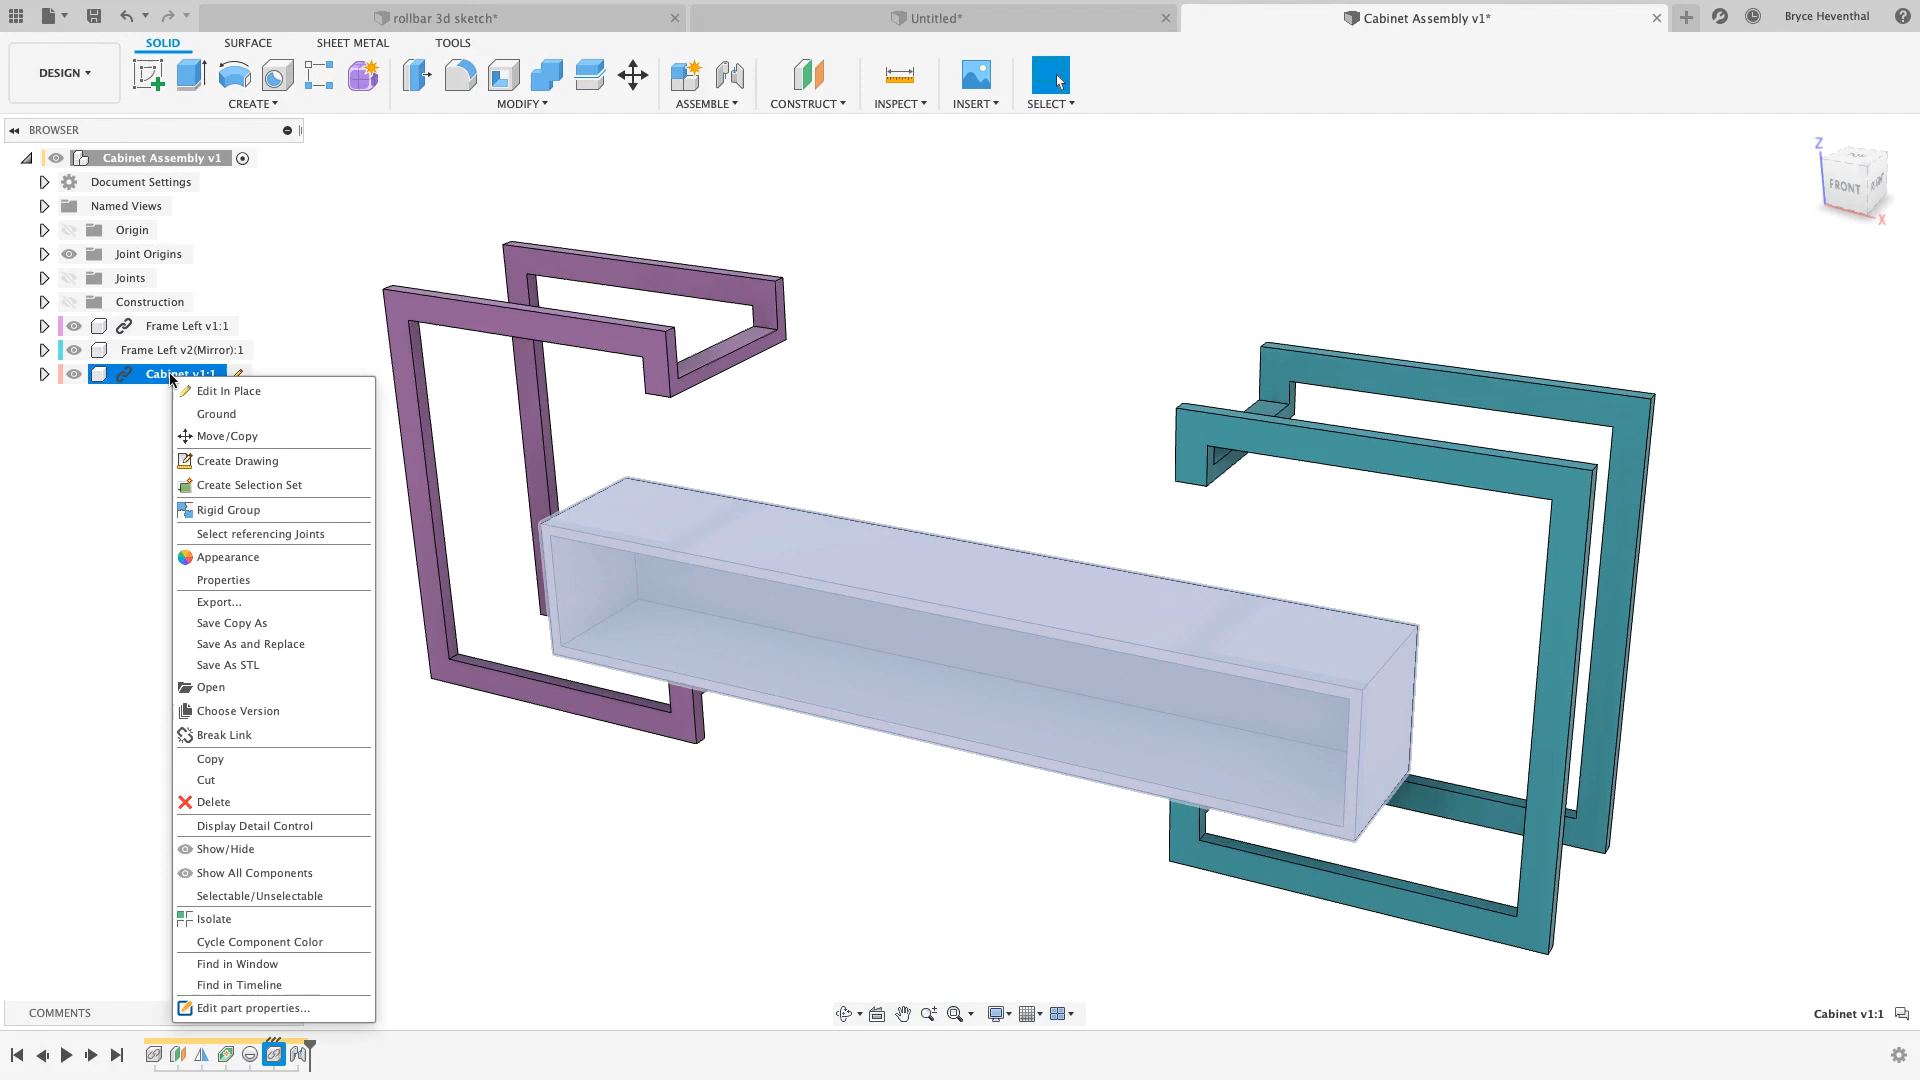 rollbar 3d sketch*
Untitled*
Cabinet Assembly v1*
Bryce Heventhal
DESIGN
SOLID
SURFACE
SHEET METAL
TOOLS
CREATE
MODIFY
ASSEMBLE
CONSTRUCT
INSPECT
INSERT
SELECT
BROWSER
Cabinet Assembly v1
Document Settings
Named Views
Origin
Joint Origins
Joints
Construction
Frame Left v1:1
Frame Left v2(Mirror):1
Cabinet v1:1
Edit In Place
Ground
Move/Copy
Create Drawing
Create Selection Set
Rigid Group
Select referencing Joints
Appearance
Properties
Export...
Save Copy As
Save As and Replace
Save As STL
Open
Choose Version
Break Link
Copy
Cut
Delete
Display Detail Control
Show/Hide
Show All Components
Selectable/Unselectable
Isolate
Cycle Component Color
Find in Window
Find in Timeline
Edit part properties...
Z
FRONT
RIGHT
X
COMMENTS
Cabinet v1:1